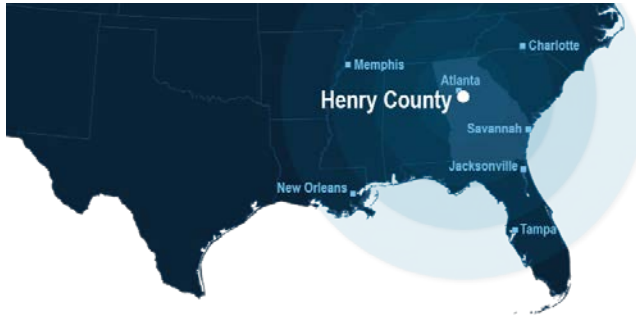 Charlotte
Memphis
Atlanta
Henry County
Savannah
Jacksonville
New Orleans
Tampa